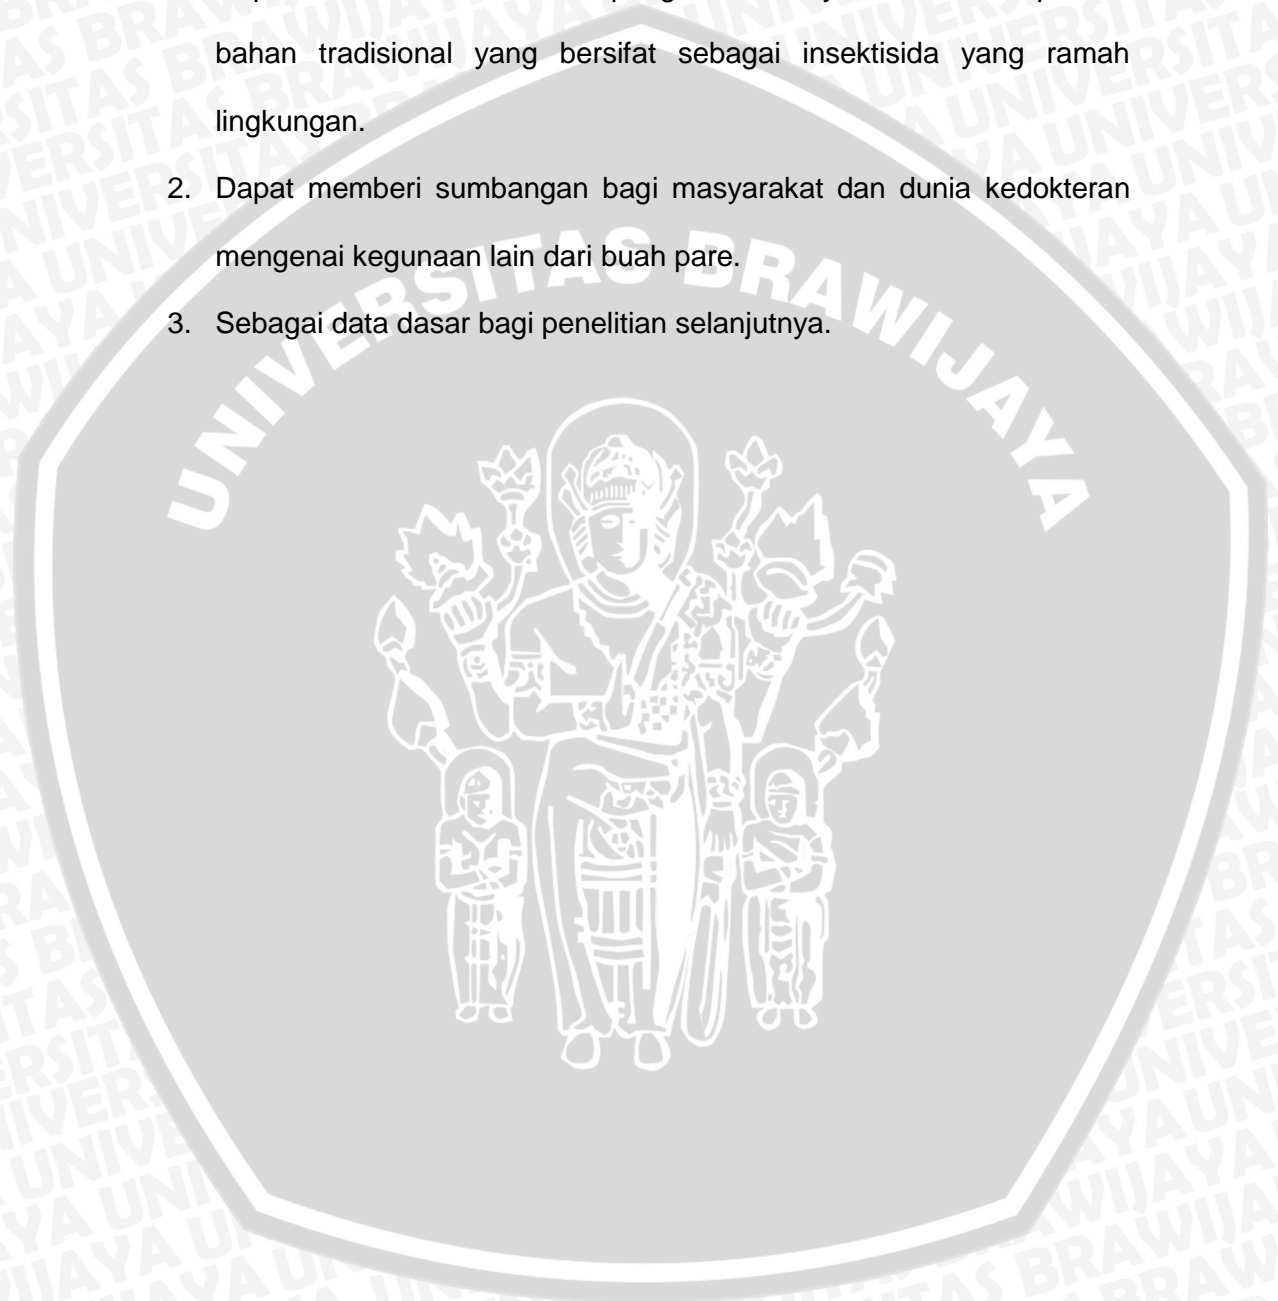 bahan tradisional yang bersifat sebagai insektisida yang ramah
lingkungan.
2. Dapat memberi sumbangan bagi masyarakat dan dunia kedokteran
mengenai kegunaan lain dari buah pare.
3. Sebagai data dasar bagi penelitian selanjutnya.
UNIVERSITAS BRAWIJAYA